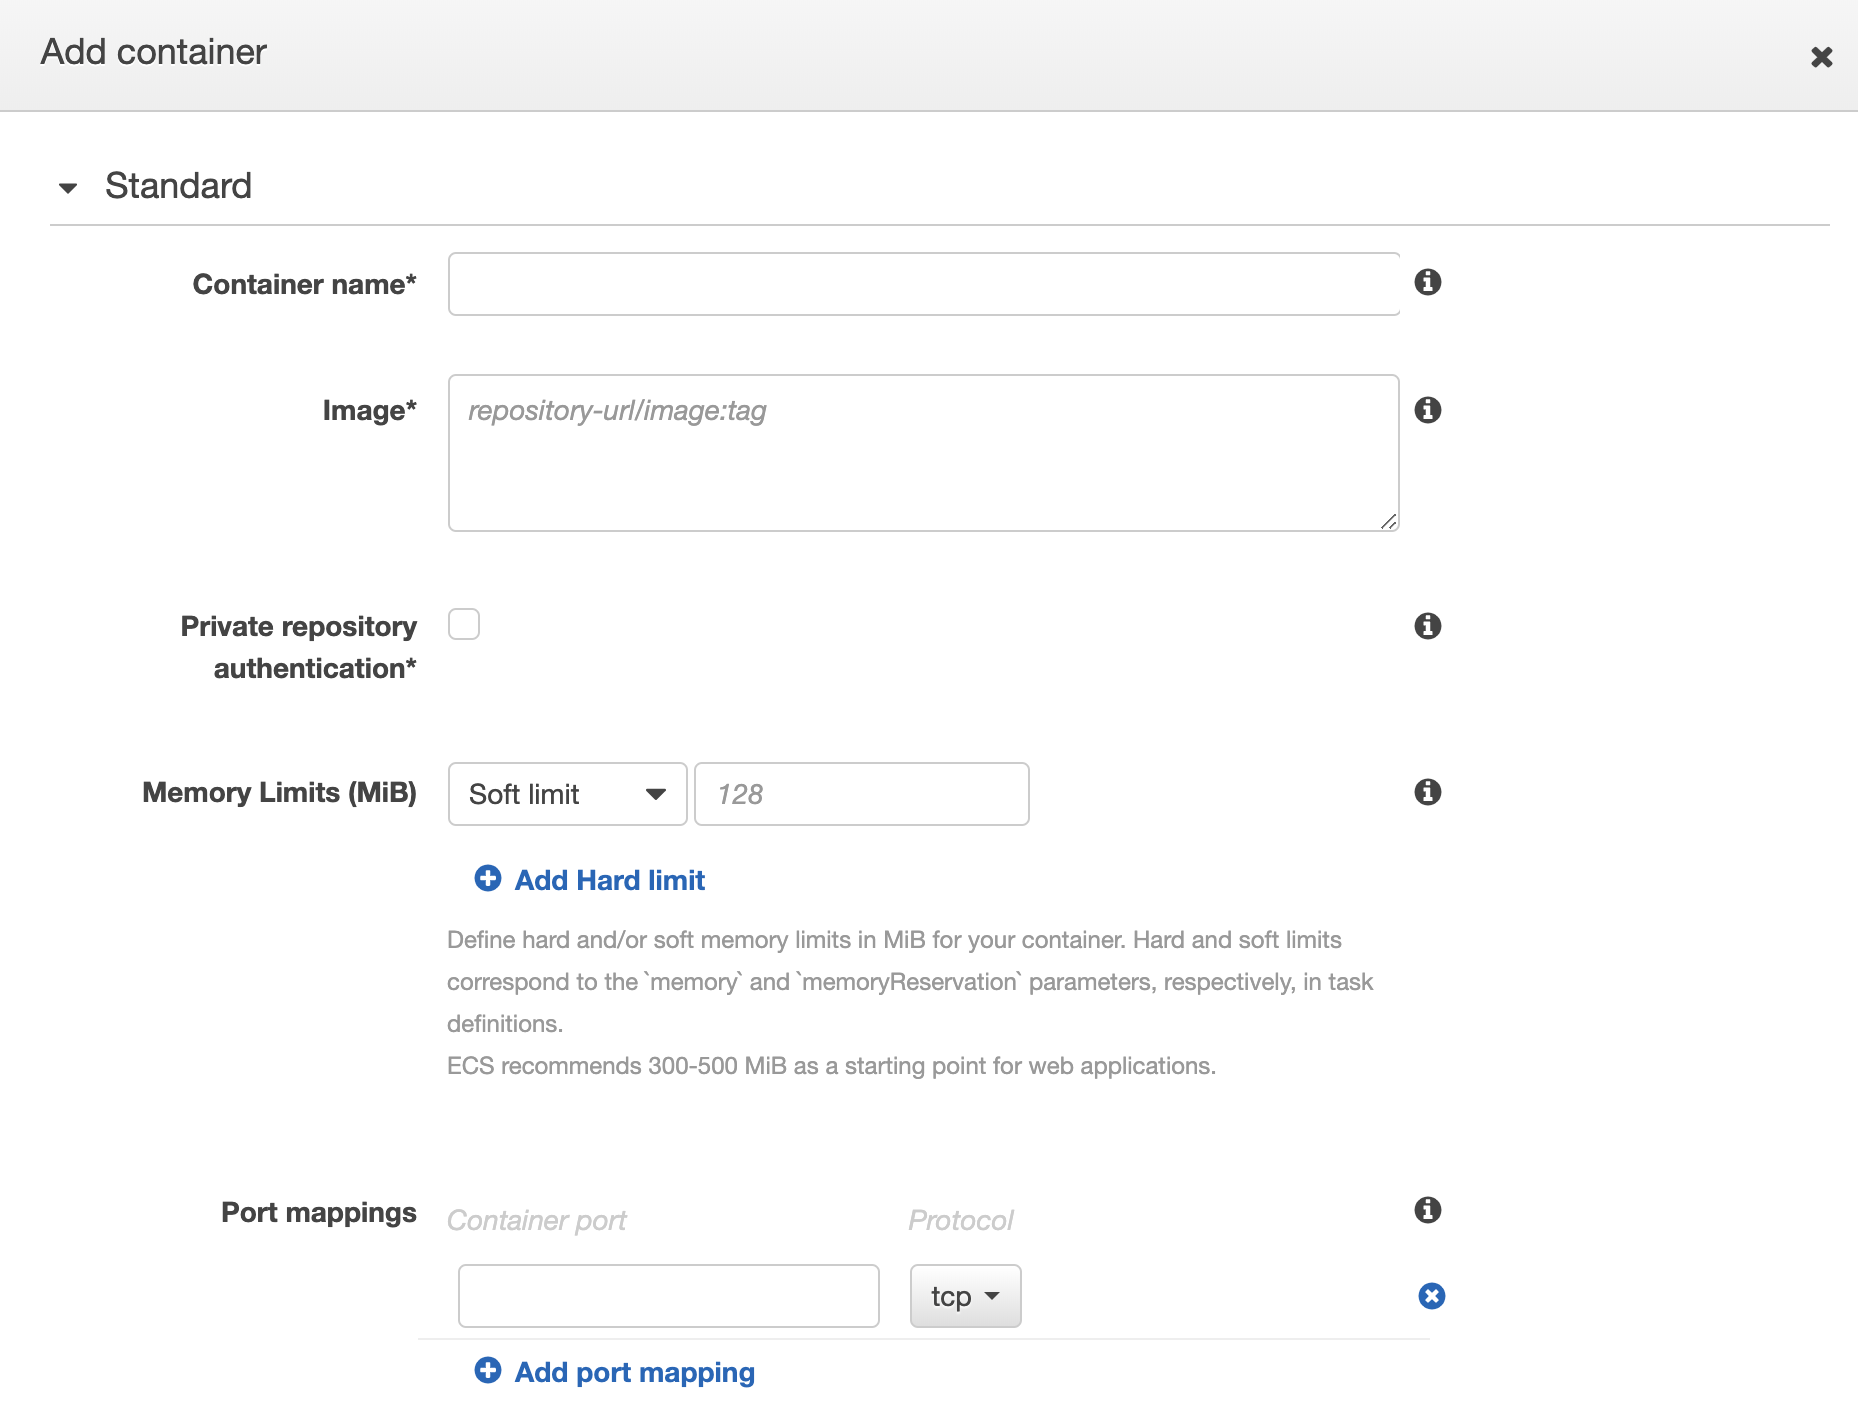 Add container
Standard
Container name*
Image*
repository-url/image:tag
Private repository
authentication*
Memory Limits (MiB)
Soft limit
128
Add Hard limit
Define hard and/or soft memory limits in MiB for your container. Hard and soft limits
correspond to the `memory` and `memoryReservation` parameters, respectively, in task
definitions.
ECS recommends 300-500 MiB as a starting point for web applications.
Port mappings
Container port
Protocol
tcp
Add port mapping